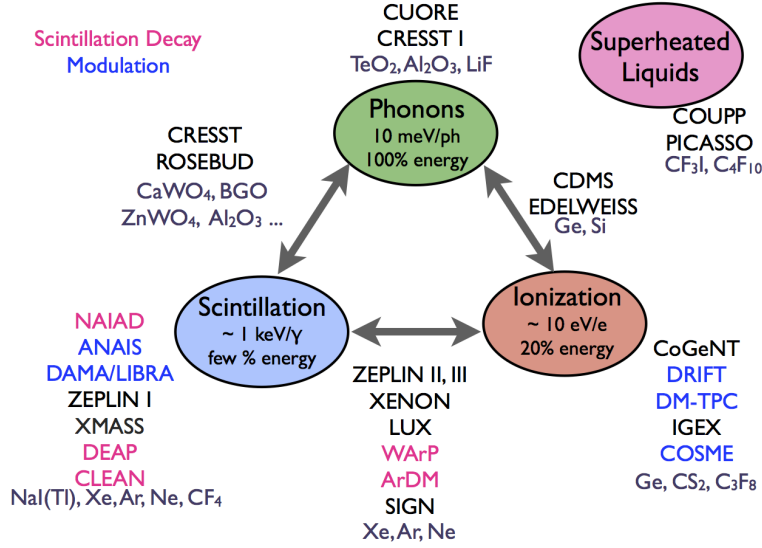 Scintillation Decay
Modulation
CUORE
CRESST I
TeO₂, Al₂O₃, LiF
Phonons
10 meV/ph
100% energy
Superheated
Liquids
COUPP
PICASSO
CF₃I, C₄F₁₀
CRESST
ROSEBUD
CaWO₄, BGO
ZnWO₄, Al₂O₃ ...
CDMS
EDELWEISS
Ge, Si
Scintillation
~ 1 keV/γ
few % energy
Ionization
~ 10 eV/e
20% energy
NAIAD
ANAIS
DAMA/LIBRA
ZEPLIN I
XMASS
DEAP
CLEAN
NaI(Tl), Xe, Ar, Ne, CF₄
ZEPLIN II, III
XENON
LUX
WArP
ArDM
SIGN
Xe, Ar, Ne
CoGeNT
DRIFT
DM-TPC
IGEX
COSME
Ge, CS₂, C₃F₈